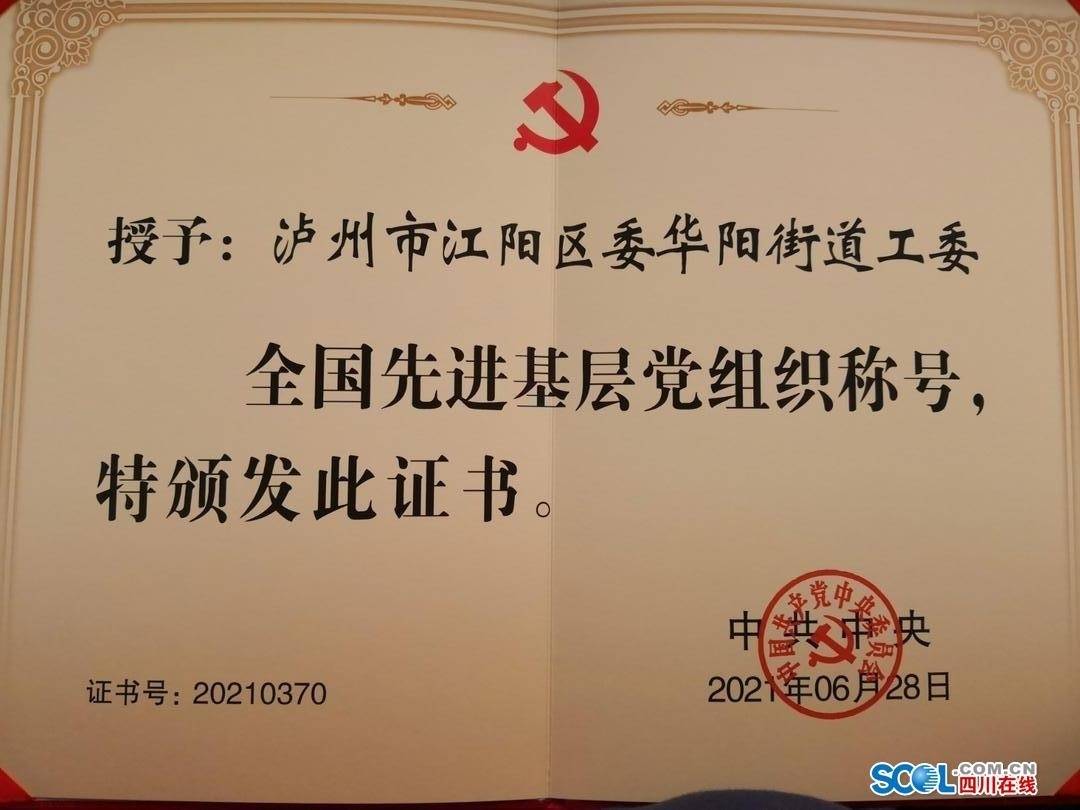 授予：泸州市江阳区委华阳街道工委
全国先进基层党组织称号，
特颁发此证书。
中共中央
中国共产党中央委员会
证书号：20210370
2021年06月28日
SCOL.COM.CN
四川在线